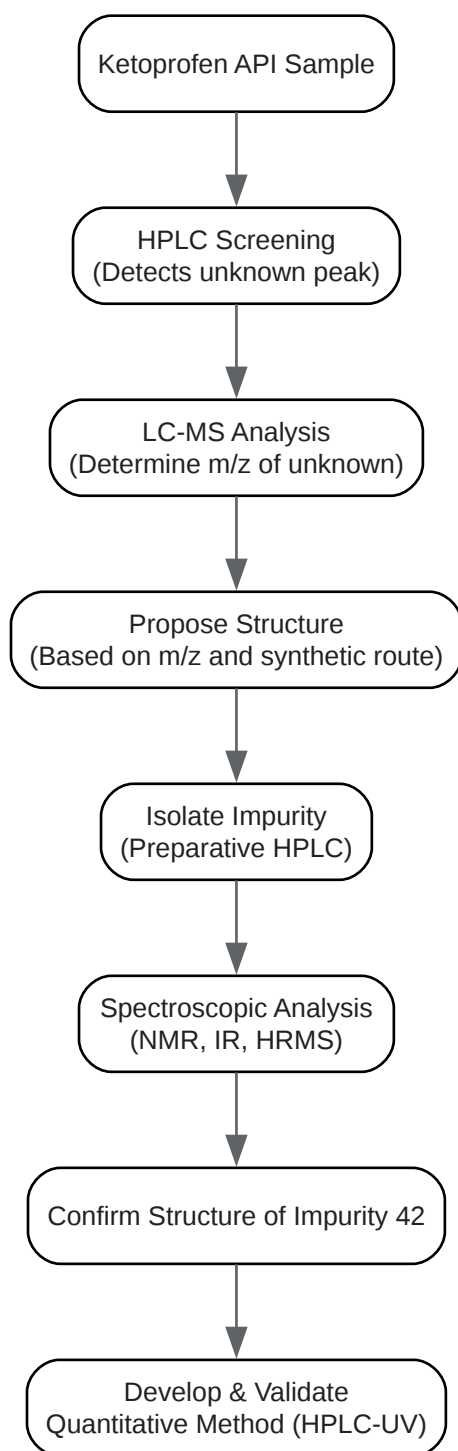 Ketoprofen API Sample
HPLC Screening
(Detects unknown peak)
LC-MS Analysis
(Determine m/z of unknown)
Propose Structure
(Based on m/z and synthetic route)
Isolate Impurity
(Preparative HPLC)
Spectroscopic Analysis
(NMR, IR, HRMS)
Confirm Structure of Impurity 42
Develop & Validate
Quantitative Method (HPLC-UV)